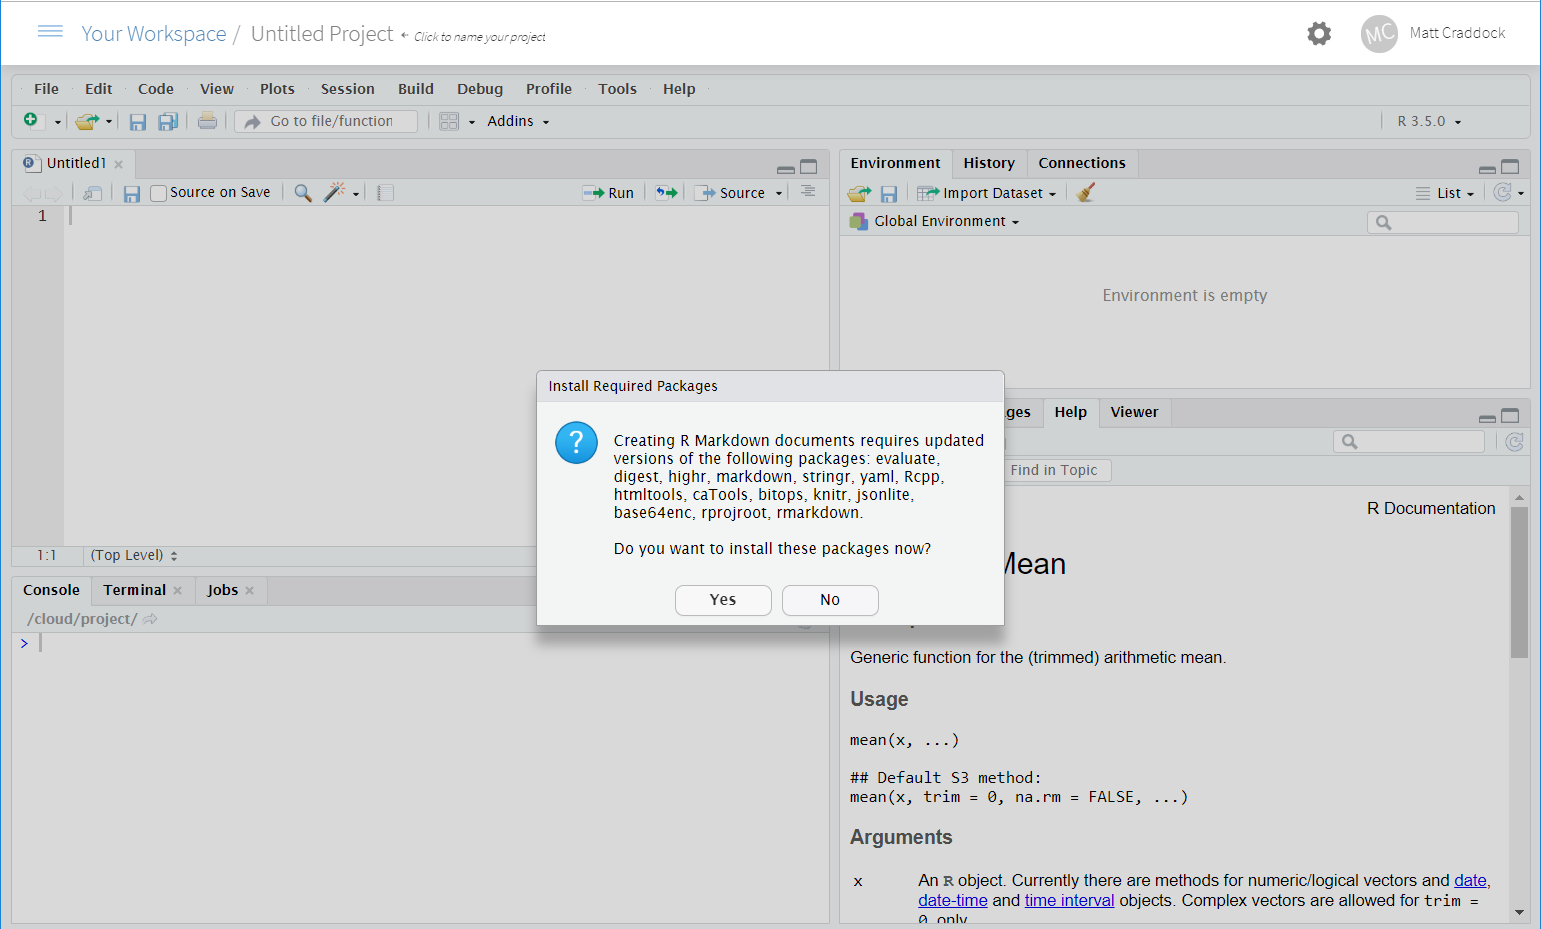 Your Workspace / Untitled Project ← Click to name your project
MC Matt Craddock
File Edit Code View Plots Session Build Debug Profile Tools Help
Go to file/function Addins R 3.5.0
Untitled1
Source on Save Run Source
1
1:1 (Top Level)
Console Terminal Jobs
/cloud/project/
>
Environment History Connections
Import Dataset List
Global Environment
Environment is empty
Install Required Packages
?
Creating R Markdown documents requires updated
versions of the following packages: evaluate,
digest, highr, markdown, stringr, yaml, Rcpp,
htmltools, caTools, bitops, knitr, jsonlite,
base64enc, rprojroot, rmarkdown.
Do you want to install these packages now?
Yes No
ges Help Viewer
Find in Topic
R Documentation
Mean
Generic function for the (trimmed) arithmetic mean.
Usage
mean(x, ...)
## Default S3 method:
mean(x, trim = 0, na.rm = FALSE, ...)
Arguments
x An R object. Currently there are methods for numeric/logical vectors and date,
date-time and time interval objects. Complex vectors are allowed for trim =
0, only